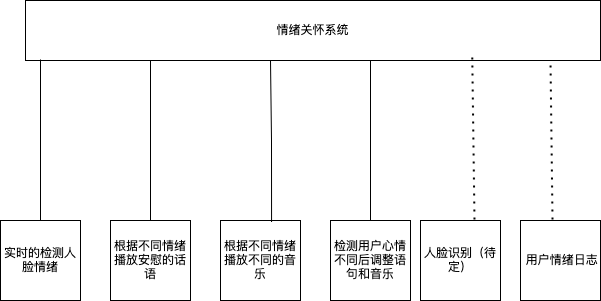 情绪关怀系统
实时的检测人
脸情绪
根据不同情绪
播放安慰的话
语
根据不同情绪
播放不同的音
乐
检测用户心情
不同后调整语
句和音乐
人脸识别（待
定）
用户情绪日志